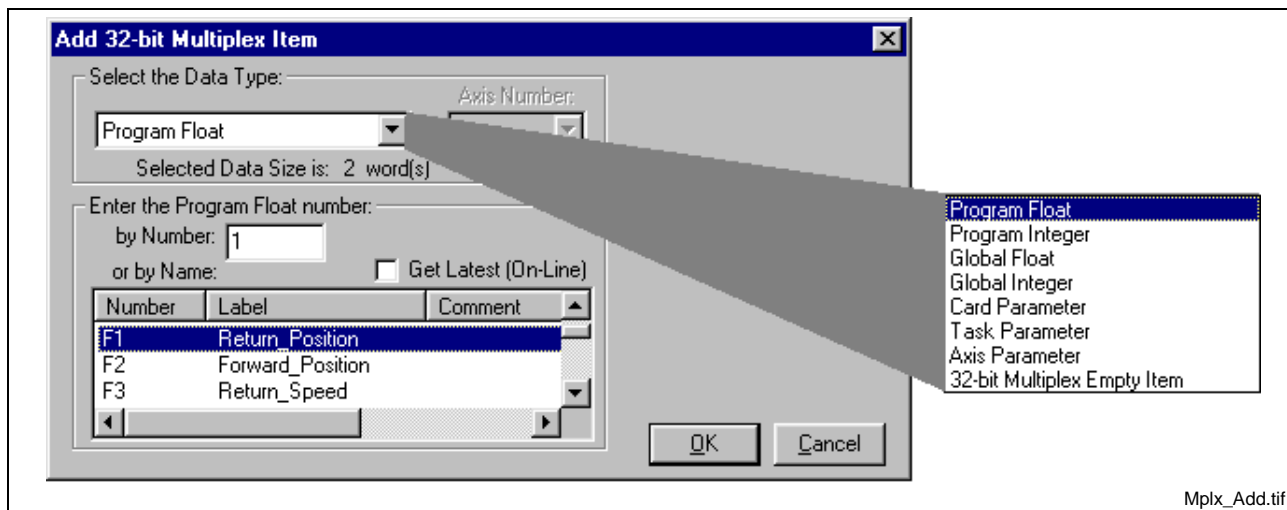 Add 32-bit Multiplex Item
Select the Data Type:
Axis Number:
Program Float
Selected Data Size is: 2 word(s)
Enter the Program Float number:
by Number: 1
or by Name:
Get Latest (On-Line)
Number Label Comment
F1 Return_Position
F2 Forward_Position
F3 Return_Speed
OK Cancel
Program Float
Program Integer
Global Float
Global Integer
Card Parameter
Task Parameter
Axis Parameter
32-bit Multiplex Empty Item
Mplx_Add.tif